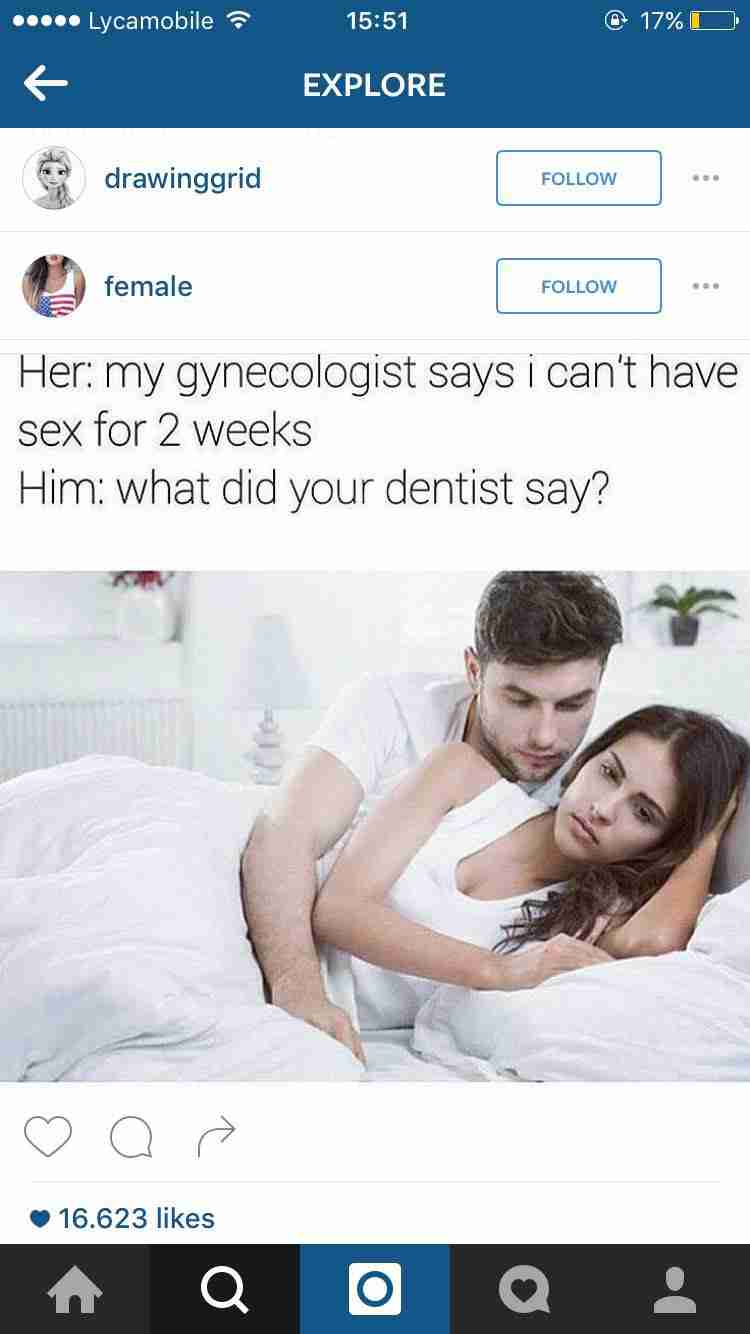 Lycamobile 15:51 17%
EXPLORE
drawinggrid FOLLOW
female FOLLOW
Her: my gynecologist says i can't have
sex for 2 weeks
Him: what did your dentist say?
16.623 likes